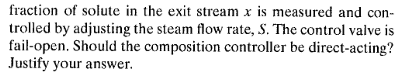 fraction of solute in the exit stream x is measured and con-
trolled by adjusting the steam flow rate, S. The control valve is
fail-open. Should the composition controller be direct-acting?
Justify your answer.